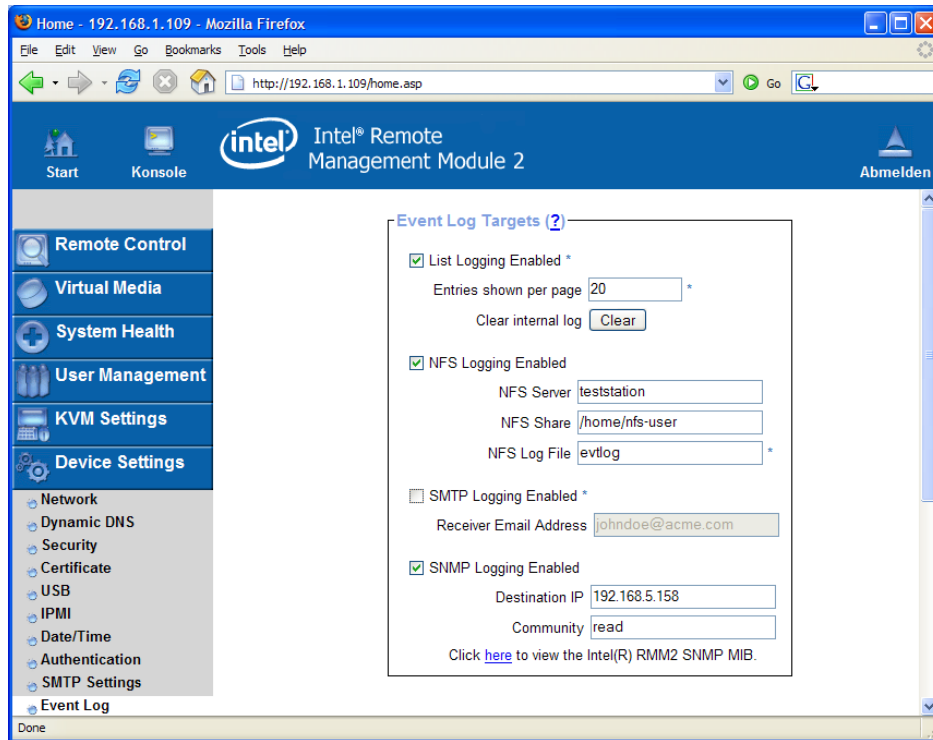 Home - 192.168.1.109 - Mozilla Firefox
File Edit View Go Bookmarks Tools Help
http://192.168.1.109/home.asp Go G
Start Konsole intel® Intel® Remote Management Module 2 Abmelden
Remote Control
Virtual Media
System Health
User Management
KVM Settings
Device Settings
Network
Dynamic DNS
Security
Certificate
USB
IPMI
Date/Time
Authentication
SMTP Settings
Event Log
Event Log Targets (?)
List Logging Enabled *
Entries shown per page 20 *
Clear internal log Clear
NFS Logging Enabled
NFS Server teststation
NFS Share /home/nfs-user
NFS Log File evtlog *
SMTP Logging Enabled *
Receiver Email Address johndoe@acme.com
SNMP Logging Enabled
Destination IP 192.168.5.158
Community read
Click here to view the Intel(R) RMM2 SNMP MIB.
Done